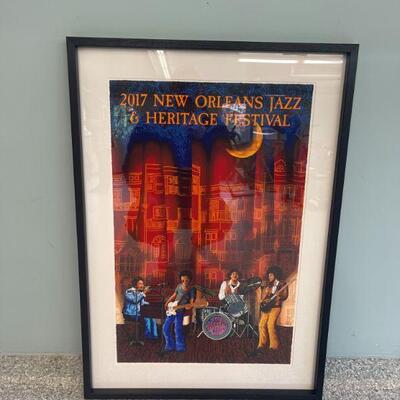 2017 NEW ORLEANS JAZZ
& HERITAGE FESTIVAL